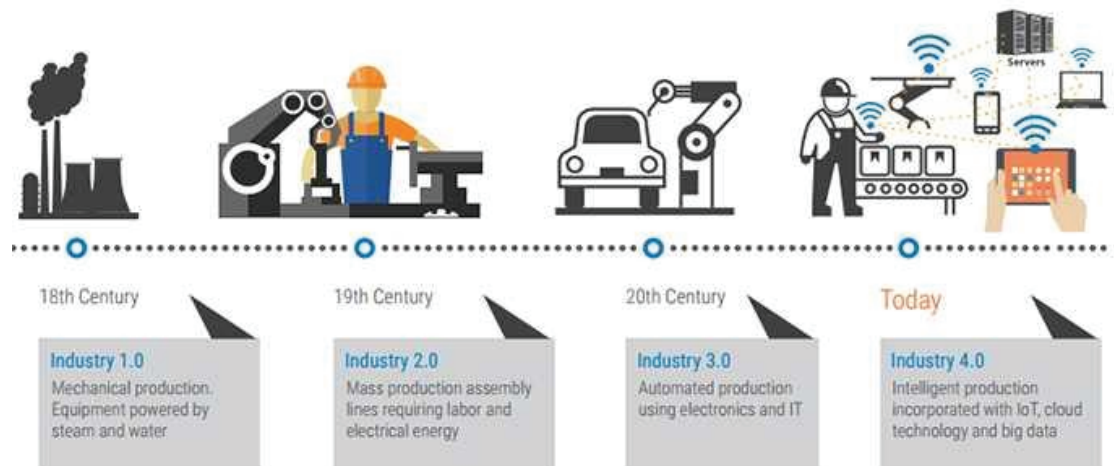 Servers
18th Century
Industry 1.0
Mechanical production.
Equipment powered by
steam and water
19th Century
Industry 2.0
Mass production assembly
lines requiring labor and
electrical energy
20th Century
Industry 3.0
Automated production
using electronics and IT
Today
Industry 4.0
Intelligent production
incorporated with IoT, cloud
technology and big data